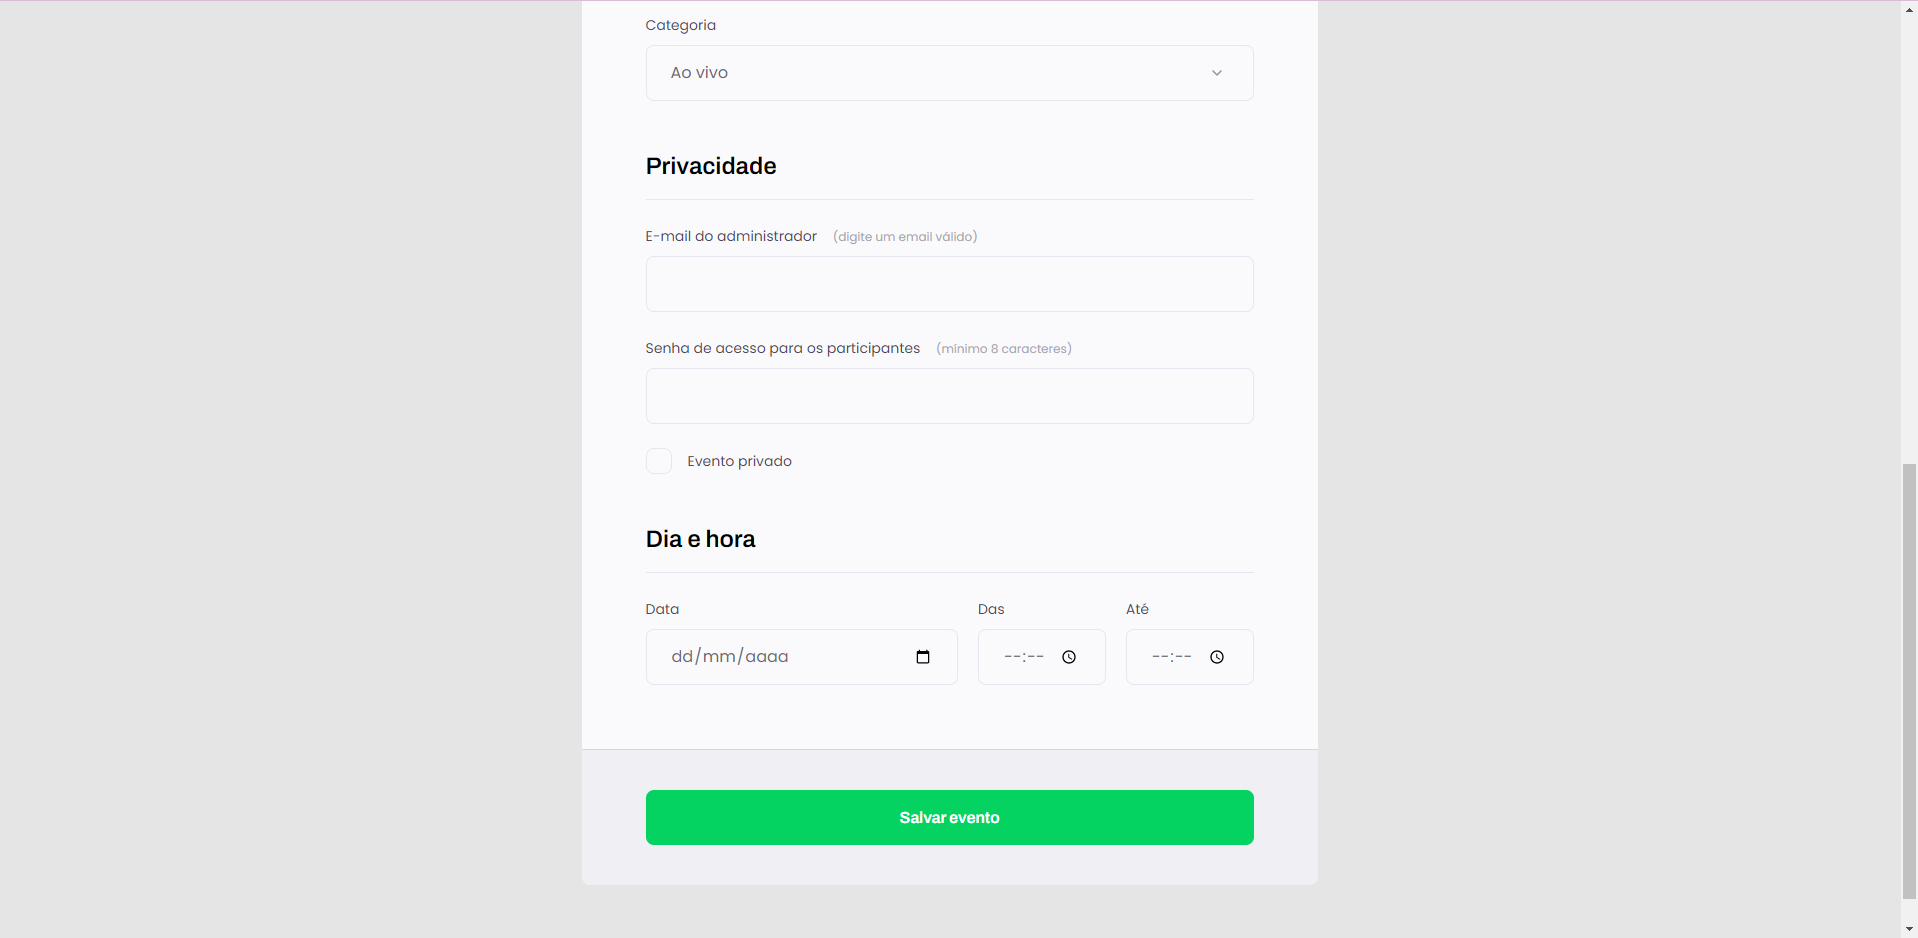 Categoria
Ao vivo
Privacidade
E-mail do administrador (digite um email válido)
Senha de acesso para os participantes (mínimo 8 caracteres)
Evento privado
Dia e hora
Data Das Até
dd/mm/aaaa --:-- --:--
Salvar evento